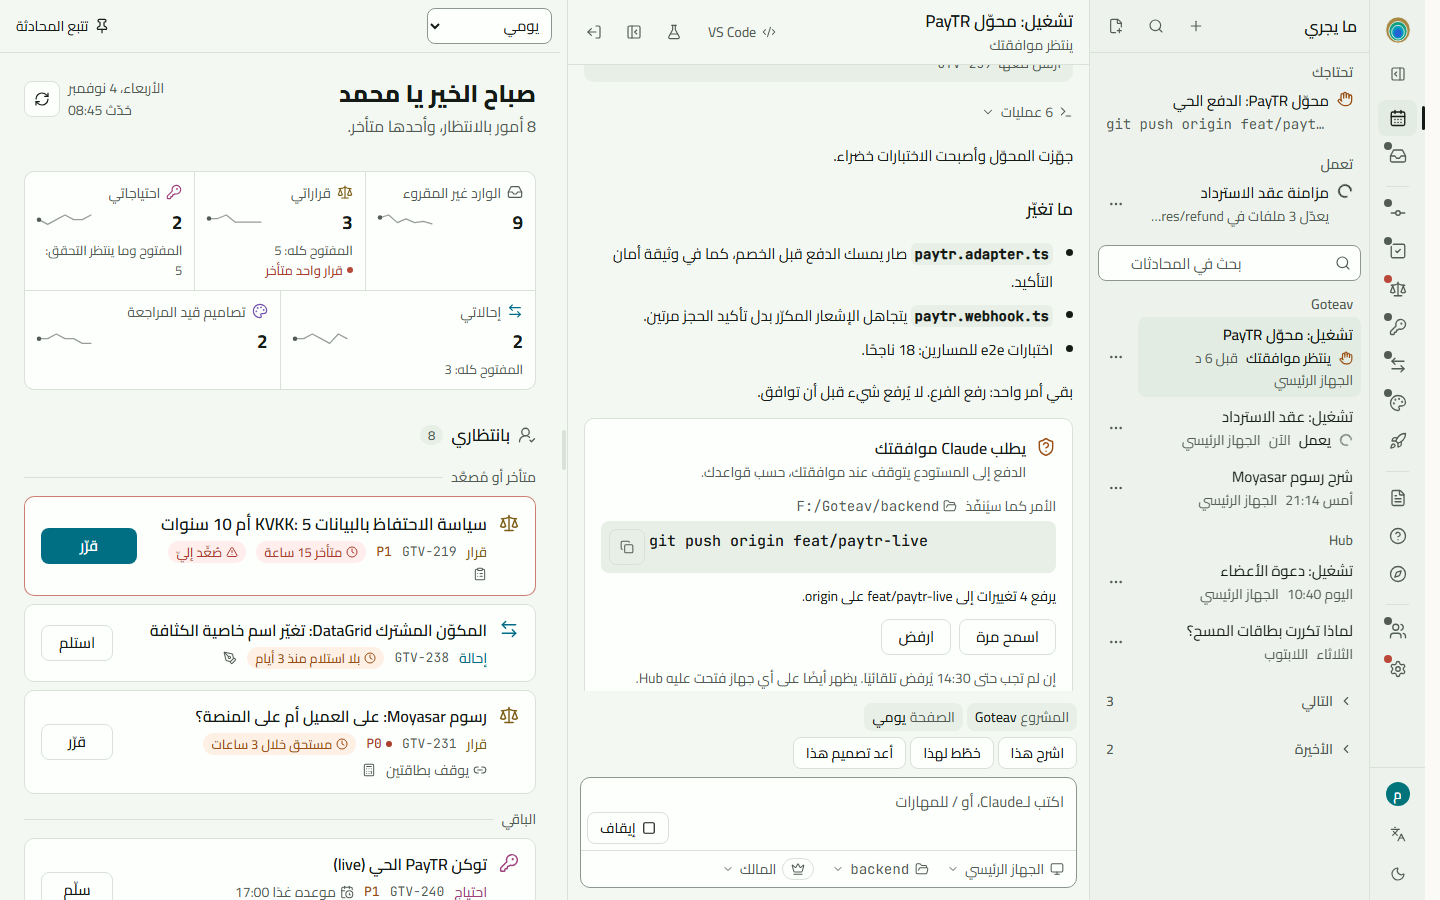 ما يجري
تحتاجك
محوّل PayTR: الدفع الحي
git push origin feat/payt…
تعمل
مزامنة عقد الاسترداد
يعدّل 3 ملفات في res/refund…
بحث في المحادثات
Goteav
تشغيل: محوّل PayTR
ينتظر موافقتك قبل 6 د
الجهاز الرئيسي
تشغيل: عقد الاسترداد
يعمل الآن الجهاز الرئيسي
شرح رسوم Moyasar
أمس 21:14 الجهاز الرئيسي
Hub
تشغيل: دعوة الأعضاء
اليوم 10:40 الجهاز الرئيسي
لماذا تكررت بطاقات المسح؟
الثلاثاء اللابتوب
التالي 3
الأخيرة 2
م
تشغيل: محوّل PayTR
ينتظر موافقتك
VS Code
6 عمليات
جهّزت المحوّل وأصبحت الاختبارات خضراء.
ما تغيّر
paytr.adapter.ts صار يمسك الدفع قبل الخصم، كما في وثيقة أمان
التأكيد.
paytr.webhook.ts يتجاهل الإشعار المكرّر بدل تأكيد الحجز مرتين.
اختبارات e2e للمسارين: 18 ناجحًا.
بقي أمر واحد: رفع الفرع. لا يُرفع شيء قبل أن توافق.
يطلب Claude موافقتك
الدفع إلى المستودع يتوقف عند موافقتك، حسب قواعدك.
الأمر كما سيُنفّذ F:/Goteav/backend
git push origin feat/paytr-live
يرفع 4 تغييرات إلى feat/paytr-live على origin.
اسمح مرة
ارفض
إن لم تجب حتى 14:30 يُرفض تلقائيًا. يظهر أيضًا على أي جهاز فتحت عليه Hub.
المشروع Goteav
الصفحة يومي
اشرح هذا
خطّط لهذا
أعد تصميم هذا
اكتب لـClaude، أو / للمهارات
إيقاف
الجهاز الرئيسي
backend
المالك
يومي
تتبع المحادثة
صباح الخير يا محمد
8 أمور بالانتظار، وأحدها متأخر.
الأربعاء، 4 نوفمبر
حُدّث 08:45
الوارد غير المقروء
9
قراراتي
3
المفتوح كله: 5
قرار واحد متأخر
احتياجاتي
2
المفتوح وما ينتظر التحقق:
5
إحالاتي
2
المفتوح كله: 3
تصاميم قيد المراجعة
2
بانتظاري 8
متأخر أو مُصعَّد
سياسة الاحتفاظ بالبيانات KVKK: 5 أم 10 سنوات
قرار GTV-219 P1 متأخر 15 ساعة صُعِّد إليّ
قرّر
المكوّن المشترك DataGrid: تغيّر اسم خاصية الكثافة
إحالة GTV-238 بلا استلام منذ 3 أيام
استلم
رسوم Moyasar: على العميل أم على المنصة؟
قرار GTV-231 P0 مستحق خلال 3 ساعات
يوقف بطاقتين
قرّر
الباقي
توكن PayTR الحي (live)
احتياج GTV-240 P1 موعده غدًا 17:00
سلّم